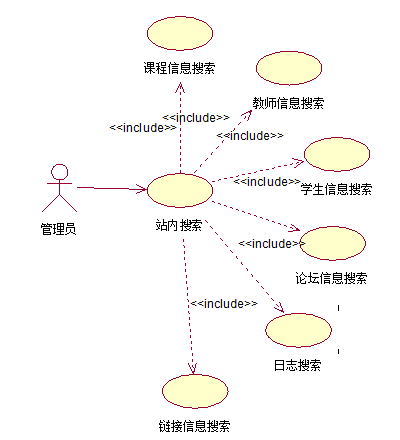 课程信息搜索
教师信息搜索
<<include>>
<<include>>
<<include>>
学生信息搜索
<<include>>
管理员
站内搜索
<<include>>
论坛信息搜索
<<include>>
日志搜索
链接信息搜索